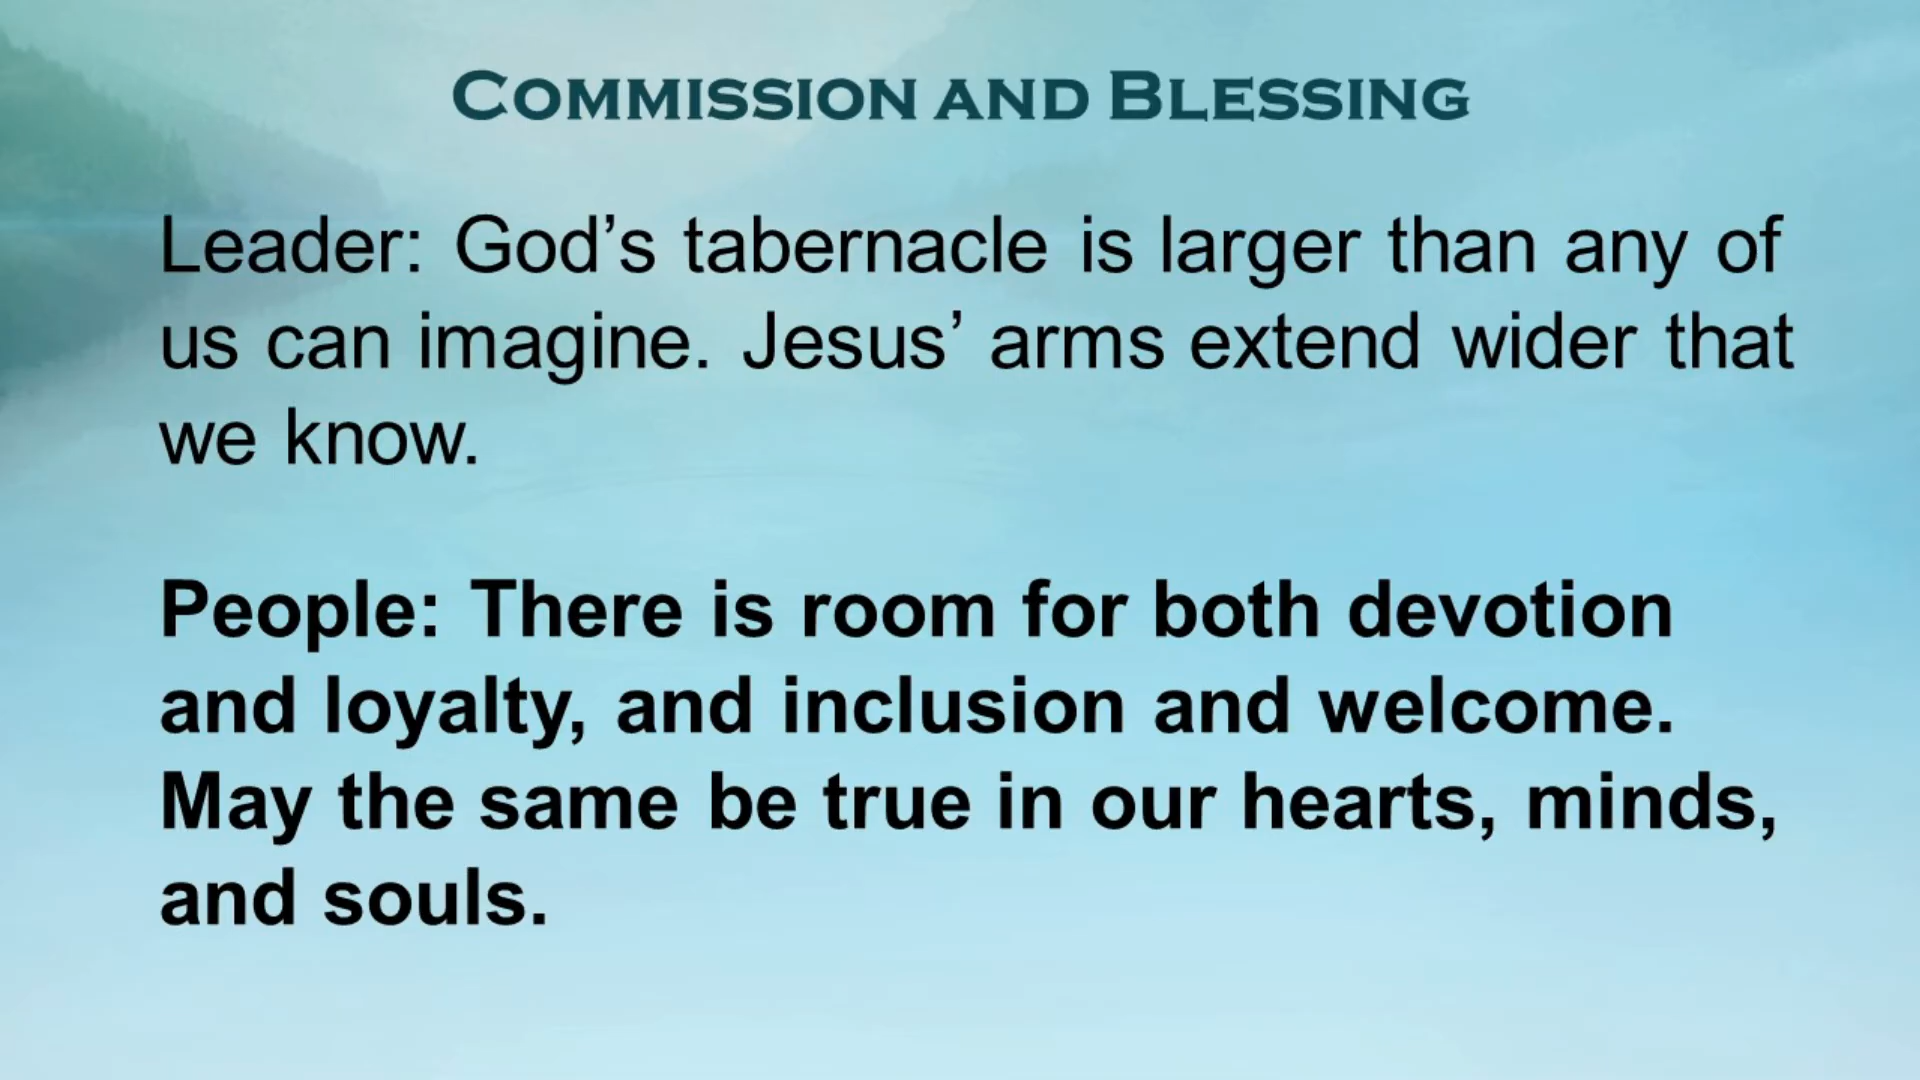 COMMISSION AND BLESSING
Leader: God’s tabernacle is larger than any of
us can imagine. Jesus’ arms extend wider that
we know.
People: There is room for both devotion
and loyalty, and inclusion and welcome.
May the same be true in our hearts, minds,
and souls.